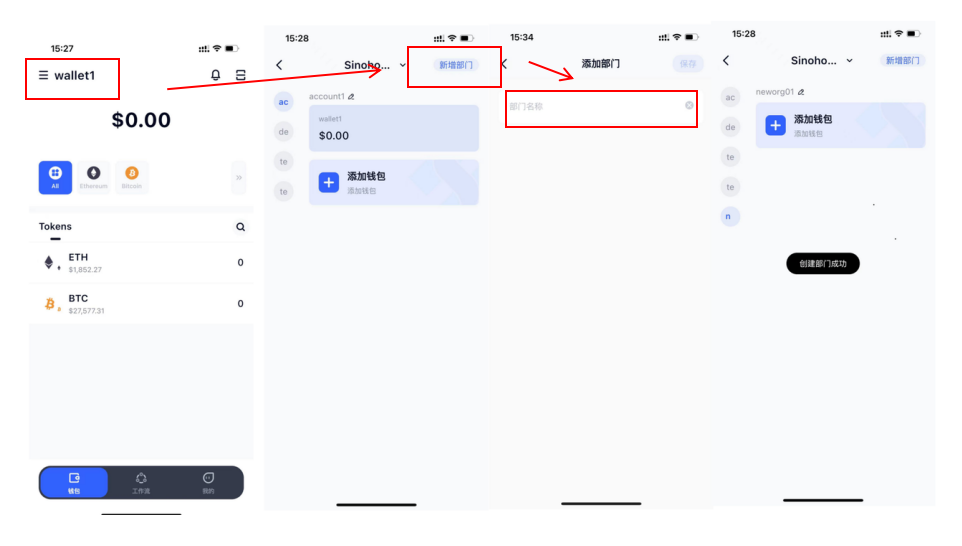 15:27
wallet1
$0.00
All
Ethereum
Bitcoin
Tokens
ETH
$1,852.27
0
BTC
$27,577.31
0
钱包
工作流
我的
15:28
Sinoho...
新增部门
ac
de
te
te
account1
wallet1
$0.00
添加钱包
添加钱包
15:34
添加部门
保存
部门名称
15:28
Sinoho...
新增部门
ac
de
te
te
n
neworg01
添加钱包
添加钱包
创建部门成功